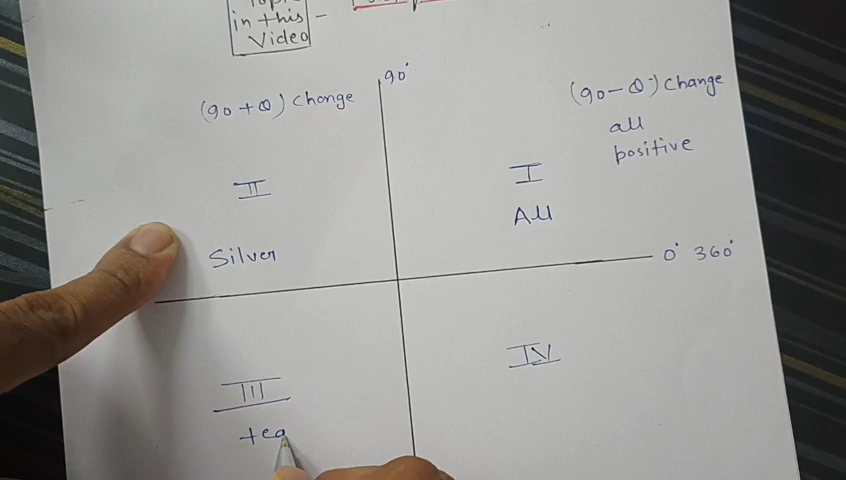 in this –
Video
90°
(90+θ) Change
(90-θ) Change
all
positive
II
I
All
Silver
0° 360°
IV
III
tea